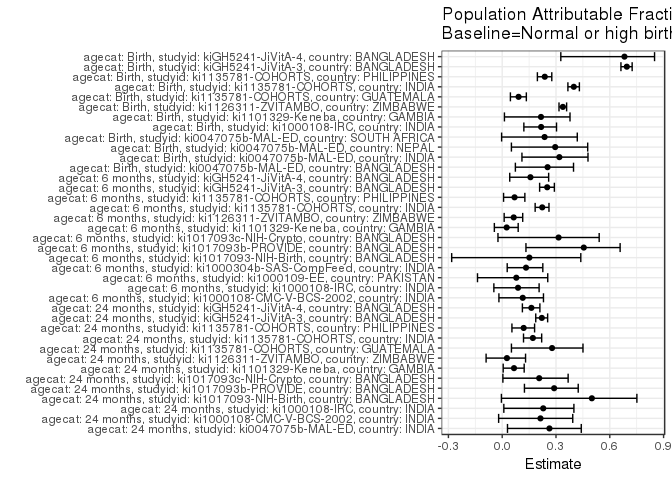 Population Attributable Fracti
Baseline=Normal or high birth
agecat: Birth, studyid: kiGH5241-JiVitA-4, country: BANGLADESH
agecat: Birth, studyid: kiGH5241-JiVitA-3, country: BANGLADESH
agecat: Birth, studyid: ki1135781-COHORTS, country: PHILIPPINES
agecat: Birth, studyid: ki1135781-COHORTS, country: INDIA
agecat: Birth, studyid: ki1135781-COHORTS, country: GUATEMALA
agecat: Birth, studyid: ki1126311-ZVITAMBO, country: ZIMBABWE
agecat: Birth, studyid: ki1101329-Keneba, country: GAMBIA
agecat: Birth, studyid: ki1000108-IRC, country: INDIA
agecat: Birth, studyid: ki0047075b-MAL-ED, country: SOUTH AFRICA
agecat: Birth, studyid: ki0047075b-MAL-ED, country: NEPAL
agecat: Birth, studyid: ki0047075b-MAL-ED, country: INDIA
agecat: Birth, studyid: ki0047075b-MAL-ED, country: BANGLADESH
agecat: 6 months, studyid: kiGH5241-JiVitA-4, country: BANGLADESH
agecat: 6 months, studyid: kiGH5241-JiVitA-3, country: BANGLADESH
agecat: 6 months, studyid: ki1135781-COHORTS, country: PHILIPPINES
agecat: 6 months, studyid: ki1135781-COHORTS, country: INDIA
agecat: 6 months, studyid: ki1126311-ZVITAMBO, country: ZIMBABWE
agecat: 6 months, studyid: ki1101329-Keneba, country: GAMBIA
agecat: 6 months, studyid: ki1017093c-NIH-Crypto, country: BANGLADESH
agecat: 6 months, studyid: ki1017093b-PROVIDE, country: BANGLADESH
agecat: 6 months, studyid: ki1017093-NIH-Birth, country: BANGLADESH
agecat: 6 months, studyid: ki1000304b-SAS-CompFeed, country: INDIA
agecat: 6 months, studyid: ki1000109-EE, country: PAKISTAN
agecat: 6 months, studyid: ki1000108-IRC, country: INDIA
agecat: 6 months, studyid: ki1000108-CMC-V-BCS-2002, country: INDIA
agecat: 24 months, studyid: kiGH5241-JiVitA-4, country: BANGLADESH
agecat: 24 months, studyid: kiGH5241-JiVitA-3, country: BANGLADESH
agecat: 24 months, studyid: ki1135781-COHORTS, country: PHILIPPINES
agecat: 24 months, studyid: ki1135781-COHORTS, country: INDIA
agecat: 24 months, studyid: ki1135781-COHORTS, country: GUATEMALA
agecat: 24 months, studyid: ki1126311-ZVITAMBO, country: ZIMBABWE
agecat: 24 months, studyid: ki1101329-Keneba, country: GAMBIA
agecat: 24 months, studyid: ki1017093c-NIH-Crypto, country: BANGLADESH
agecat: 24 months, studyid: ki1017093b-PROVIDE, country: BANGLADESH
agecat: 24 months, studyid: ki1017093-NIH-Birth, country: BANGLADESH
agecat: 24 months, studyid: ki1000108-IRC, country: INDIA
agecat: 24 months, studyid: ki1000108-CMC-V-BCS-2002, country: INDIA
agecat: 24 months, studyid: ki0047075b-MAL-ED, country: INDIA
-0.3 0.0 0.3 0.6 0.9
Estimate